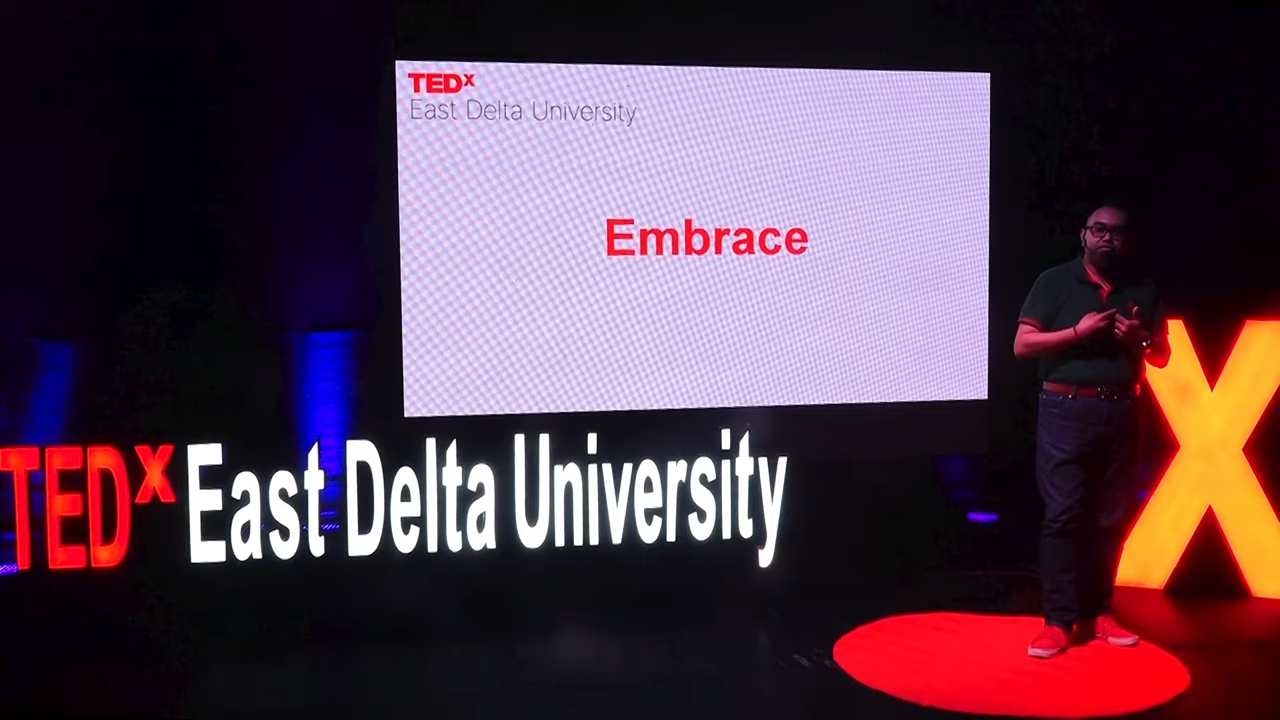 TEDx
East Delta University
Embrace
TEDx East Delta University
X